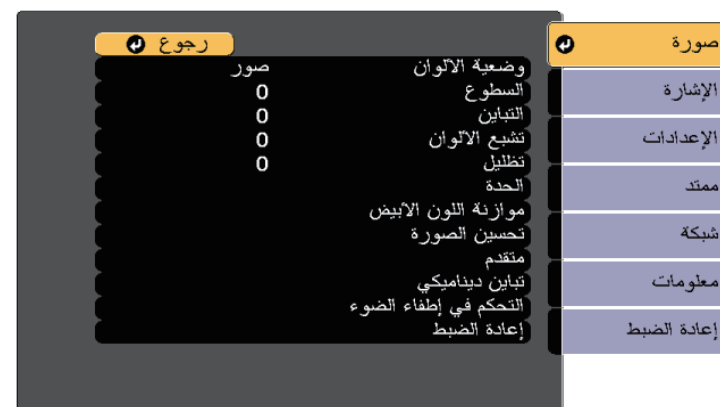 صورة
الإشارة
الإعدادات
ممتد
شبكة
معلومات
إعادة الضبط
رجوع
وضعية الألوان صور
السطوع 0
التباين 0
تشبع الألوان 0
تظليل 0
الحدة
موازنة اللون الأبيض
تحسين الصورة
متقدم
تباين ديناميكي
التحكم في إطفاء الضوء
إعادة الضبط